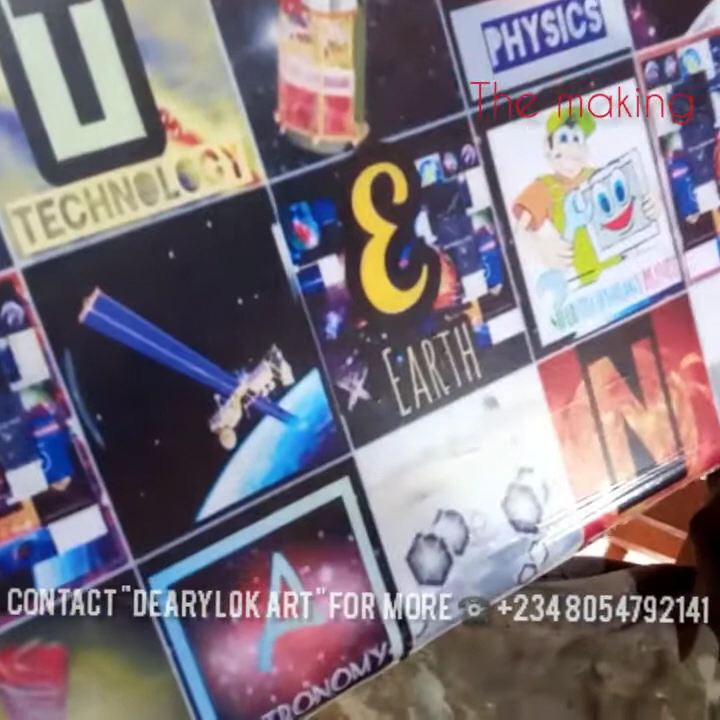 T
TECHNOLOGY
PHYSICS
The making
E
EARTH
N
CONTACT "DEARYLOK ART" FOR MORE ☎ +234 8054792141
A
TRONOMY